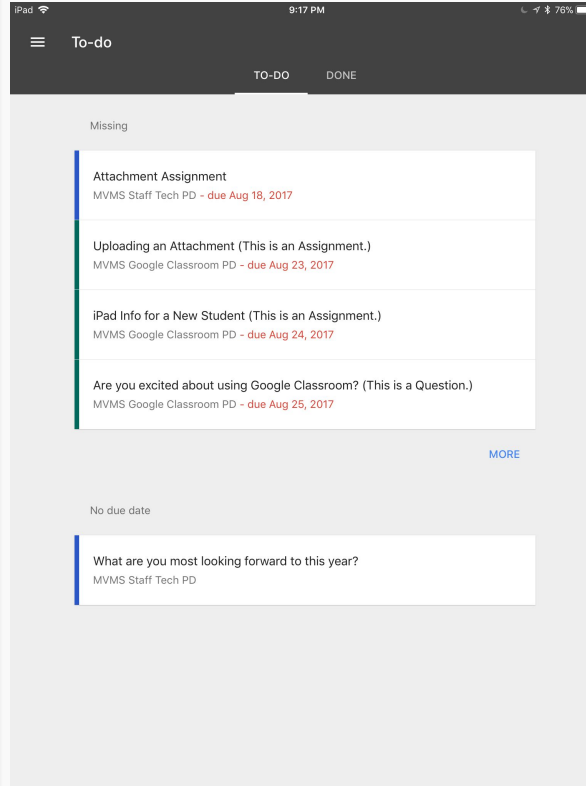 iPad 9:17 PM 76%
To-do
TO-DO DONE
Missing
Attachment Assignment
MVMS Staff Tech PD - due Aug 18, 2017
Uploading an Attachment (This is an Assignment.)
MVMS Google Classroom PD - due Aug 23, 2017
iPad Info for a New Student (This is an Assignment.)
MVMS Google Classroom PD - due Aug 24, 2017
Are you excited about using Google Classroom? (This is a Question.)
MVMS Google Classroom PD - due Aug 25, 2017
MORE
No due date
What are you most looking forward to this year?
MVMS Staff Tech PD